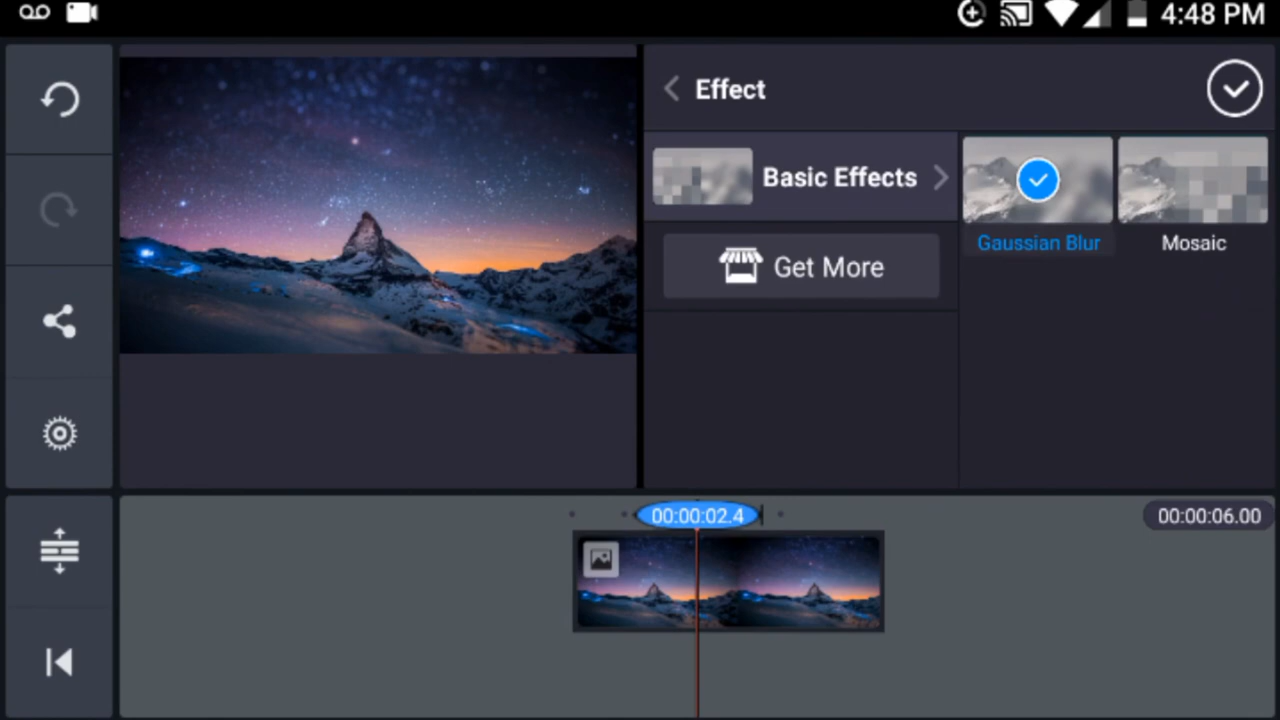 4:48 PM
Effect
Basic Effects
Get More
Gaussian Blur
Mosaic
00:00:02.4
00:00:06.00